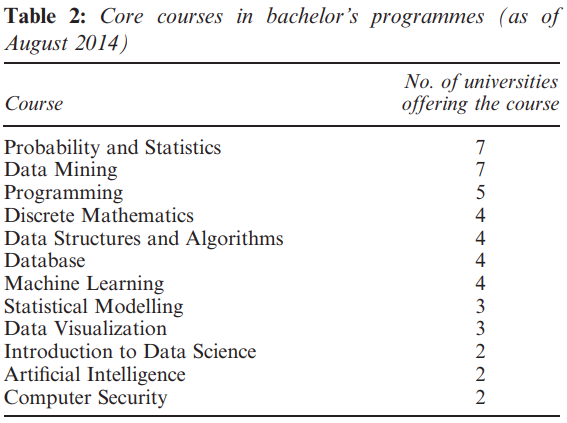 Table 2: Core courses in bachelor's programmes (as of
August 2014)
No. of universities
Course offering the course
Probability and Statistics 7
Data Mining 7
Programming 5
Discrete Mathematics 4
Data Structures and Algorithms 4
Database 4
Machine Learning 4
Statistical Modelling 3
Data Visualization 3
Introduction to Data Science 2
Artificial Intelligence 2
Computer Security 2